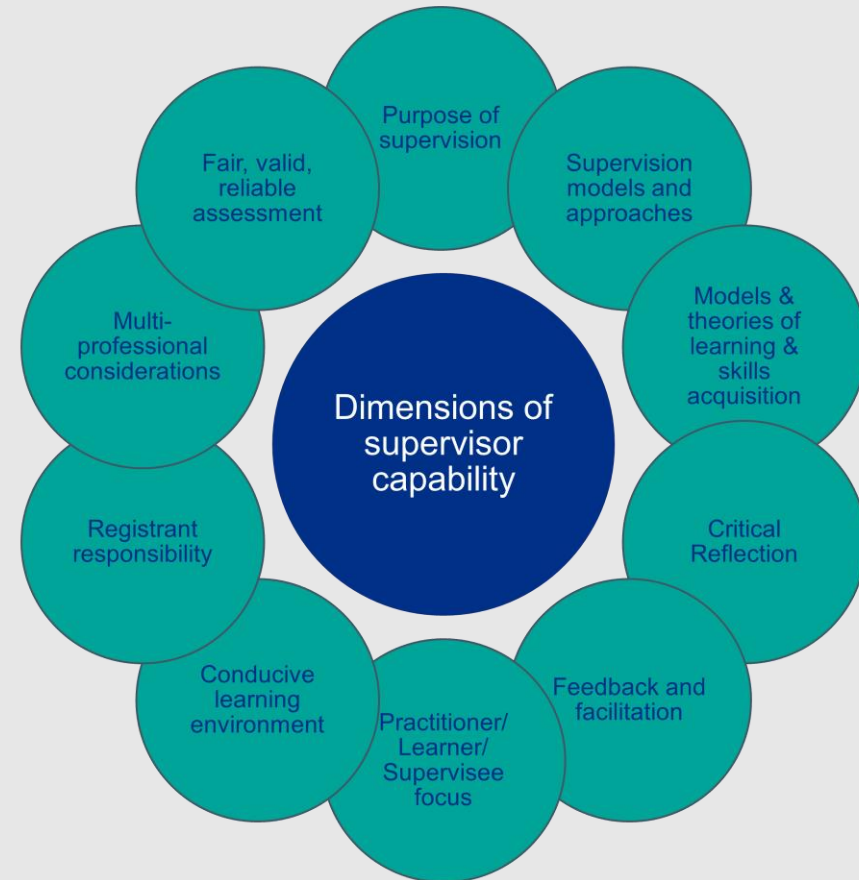 Purpose of
supervision
Supervision
models and
approaches
Models &
theories of
learning &
skills
acquisition
Critical
Reflection
Feedback and
facilitation
Practitioner/
Learner/
Supervisee
focus
Conducive
learning
environment
Registrant
responsibility
Multi-
professional
considerations
Fair, valid,
reliable
assessment
Dimensions of
supervisor
capability